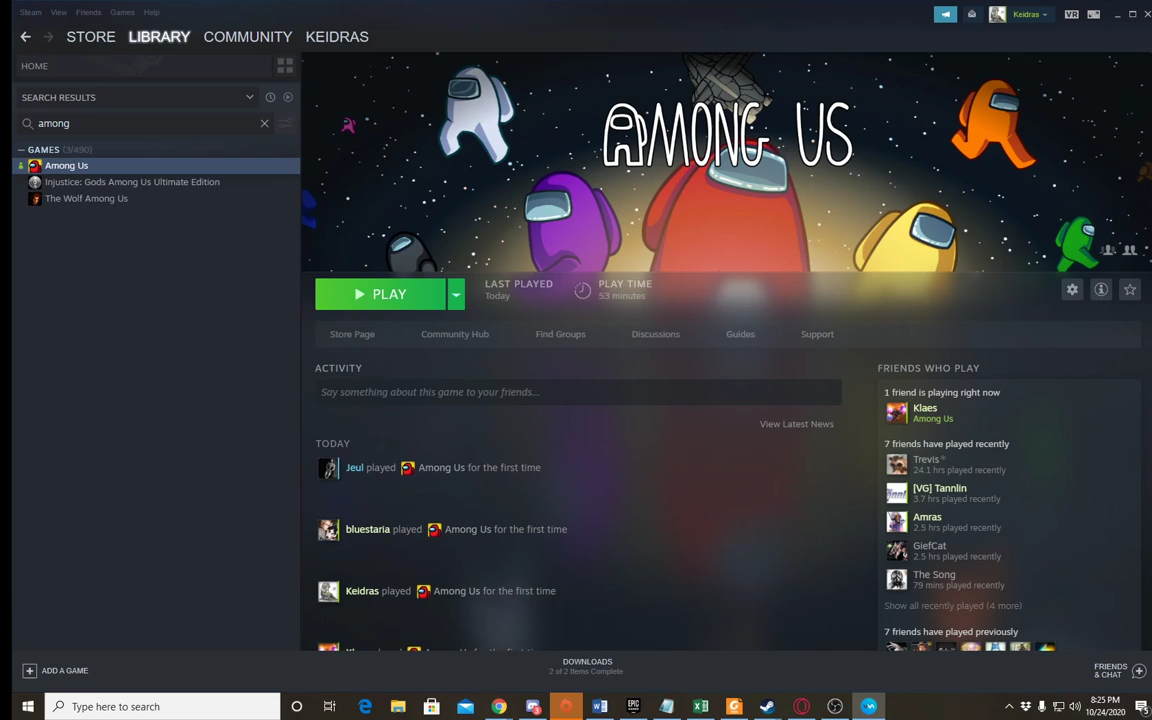 Steam View Friends Games Help
Keidras
VR
STORE LIBRARY COMMUNITY KEIDRAS
HOME
SEARCH RESULTS
among
GAMES (3/490)
Among Us
Injustice: Gods Among Us Ultimate Edition
The Wolf Among Us
AMONG US
PLAY
LAST PLAYED
Today
PLAY TIME
53 minutes
Store Page Community Hub Find Groups Discussions Guides Support
ACTIVITY
Say something about this game to your friends...
View Latest News
TODAY
Jeul played Among Us for the first time
bluestaria played Among Us for the first time
Keidras played Among Us for the first time
FRIENDS WHO PLAY
1 friend is playing right now
Klaes
Among Us
7 friends have played recently
Trevis*
24.1 hrs played recently
[VG] Tannlin
3.7 hrs played recently
Amras
2.5 hrs played recently
GiefCat
2.5 hrs played recently
The Song
79 mins played recently
Show all recently played (4 more)
7 friends have played previously
ADD A GAME
DOWNLOADS
2 of 2 Items Complete
FRIENDS
& CHAT
Type here to search
EPIC
GAMES
8:25 PM
10/24/2020